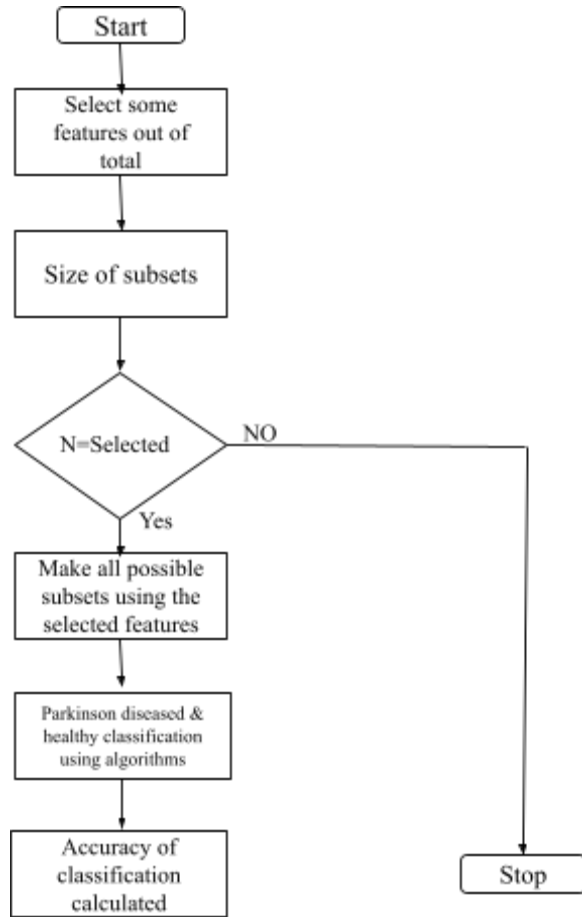 Start
Select some
features out of
total
Size of subsets
N=Selected
NO
Yes
Make all possible
subsets using the
selected features
Parkinson diseased &
healthy classification
using algorithms
Accuracy of
classification
calculated
Stop